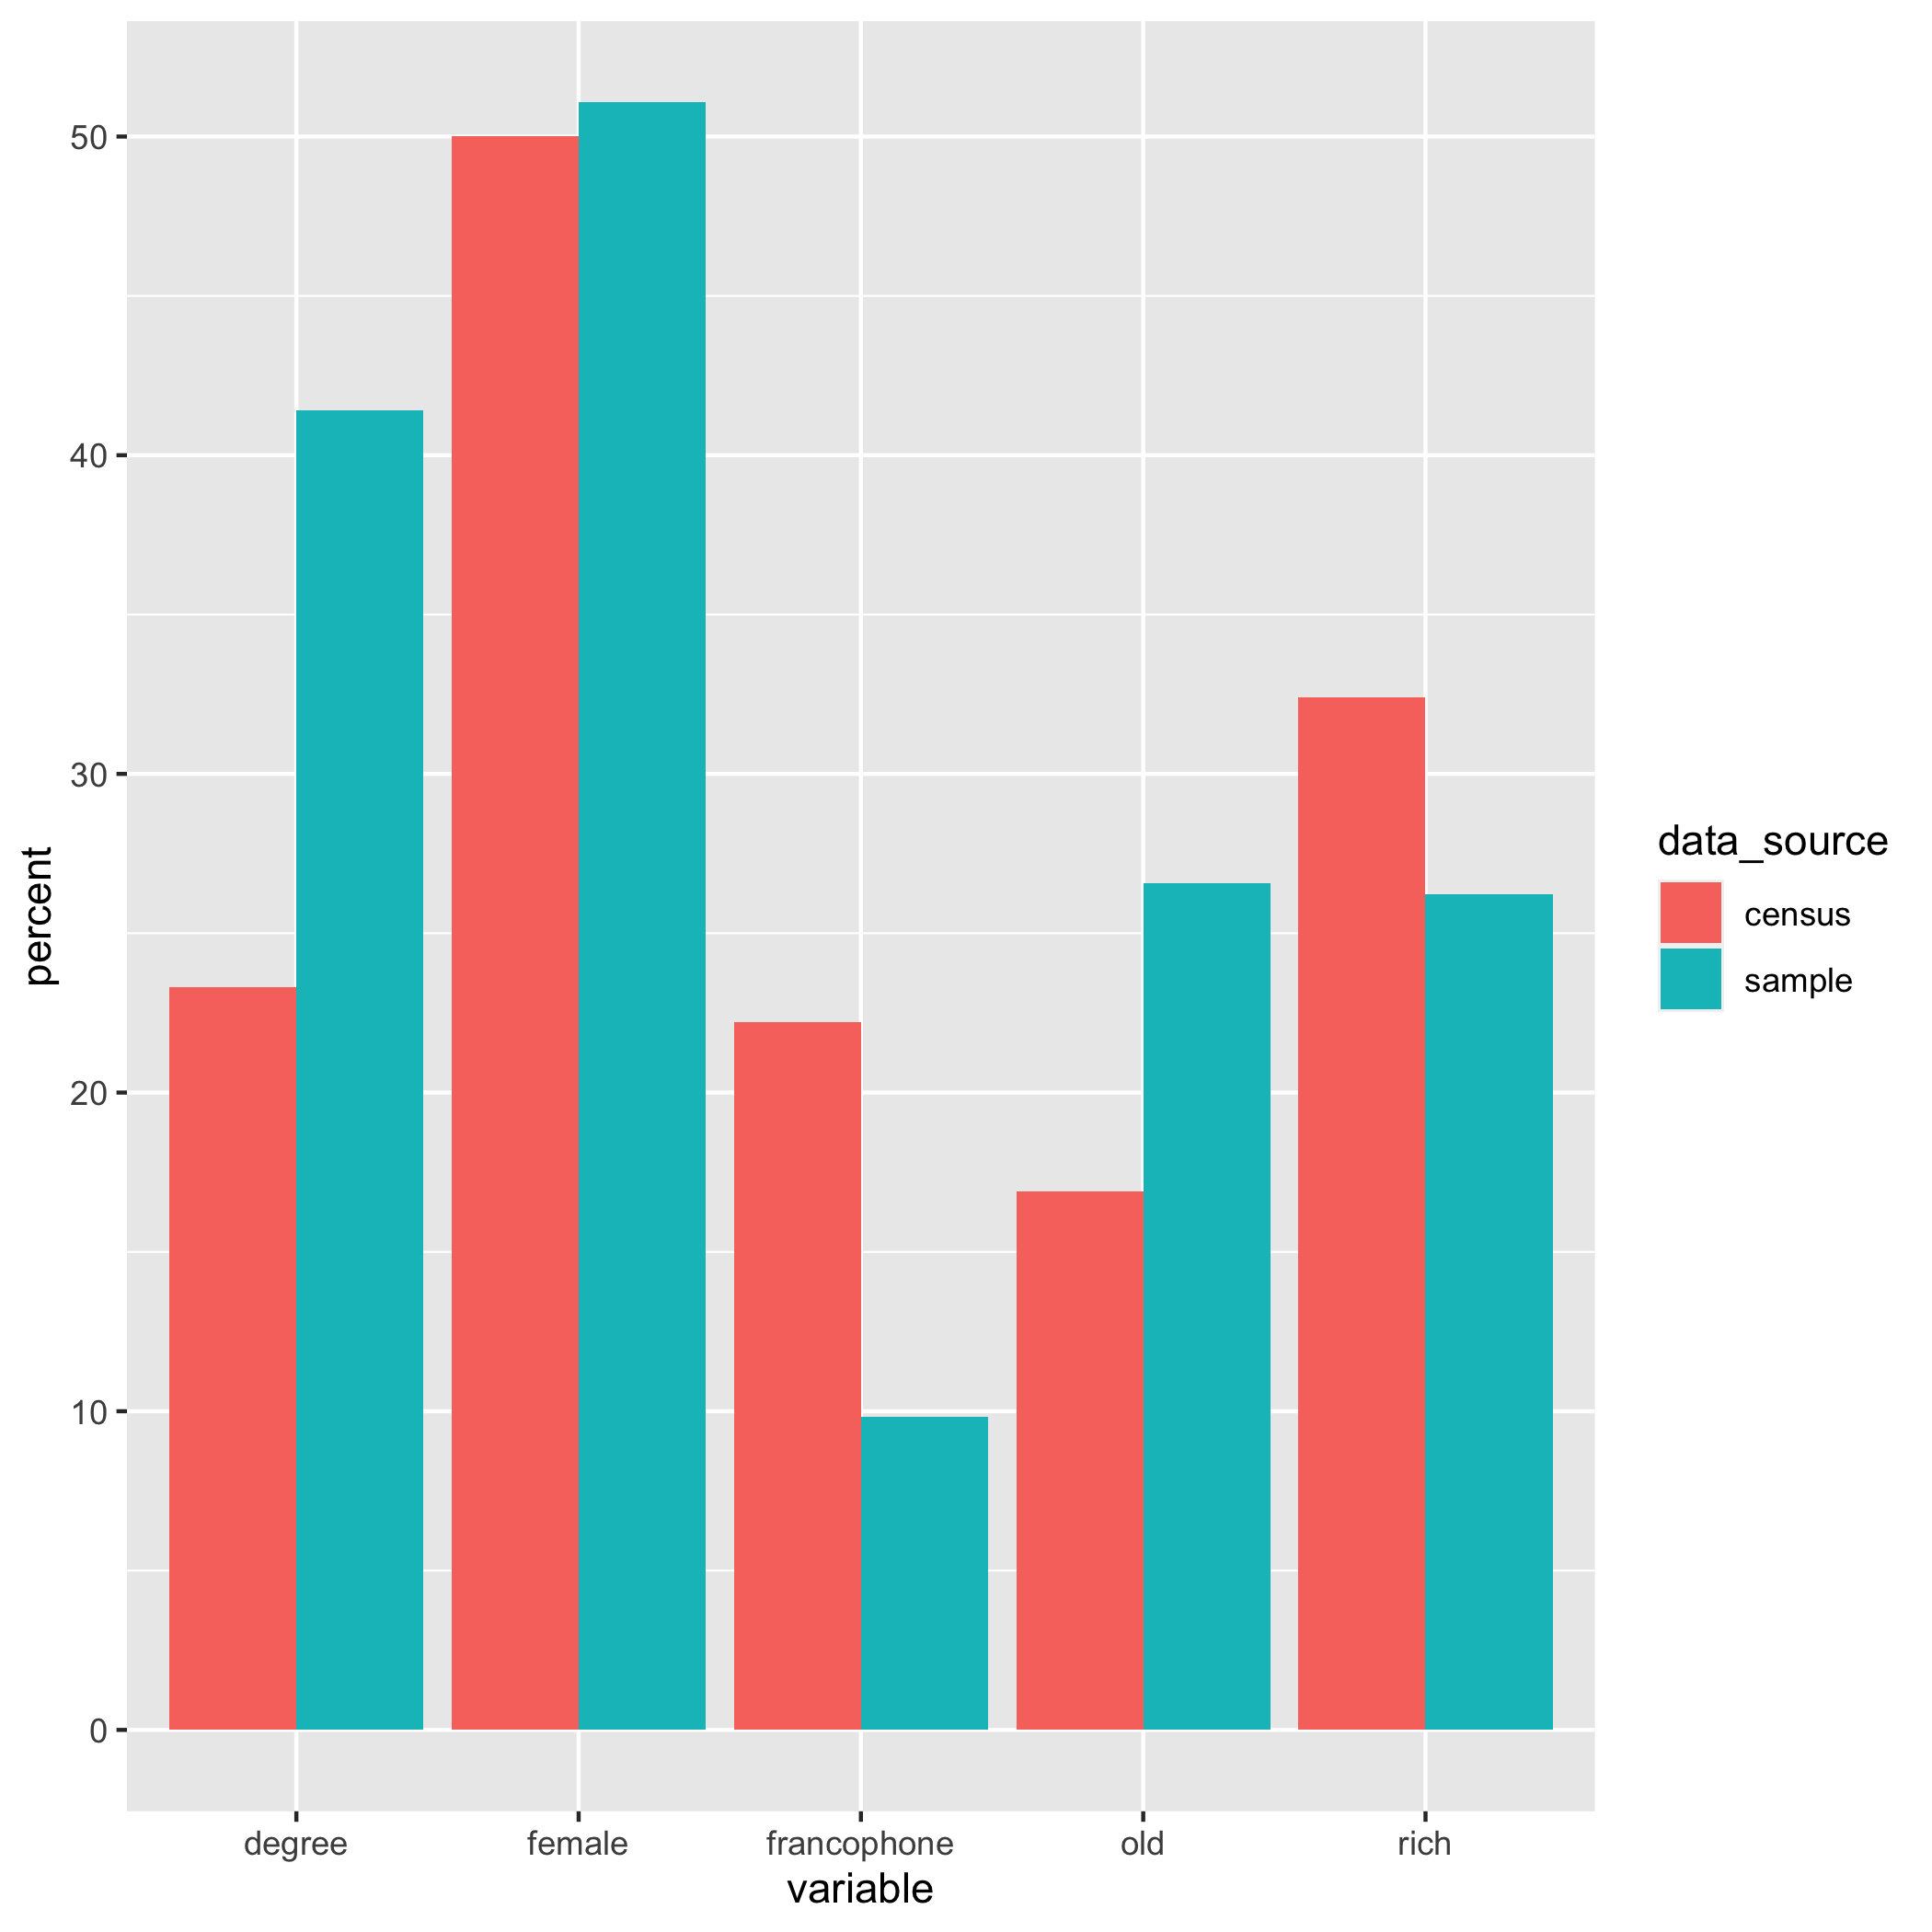 percent
50
40
30
20
10
0
degree female francophone old rich
variable
data_source
census
sample